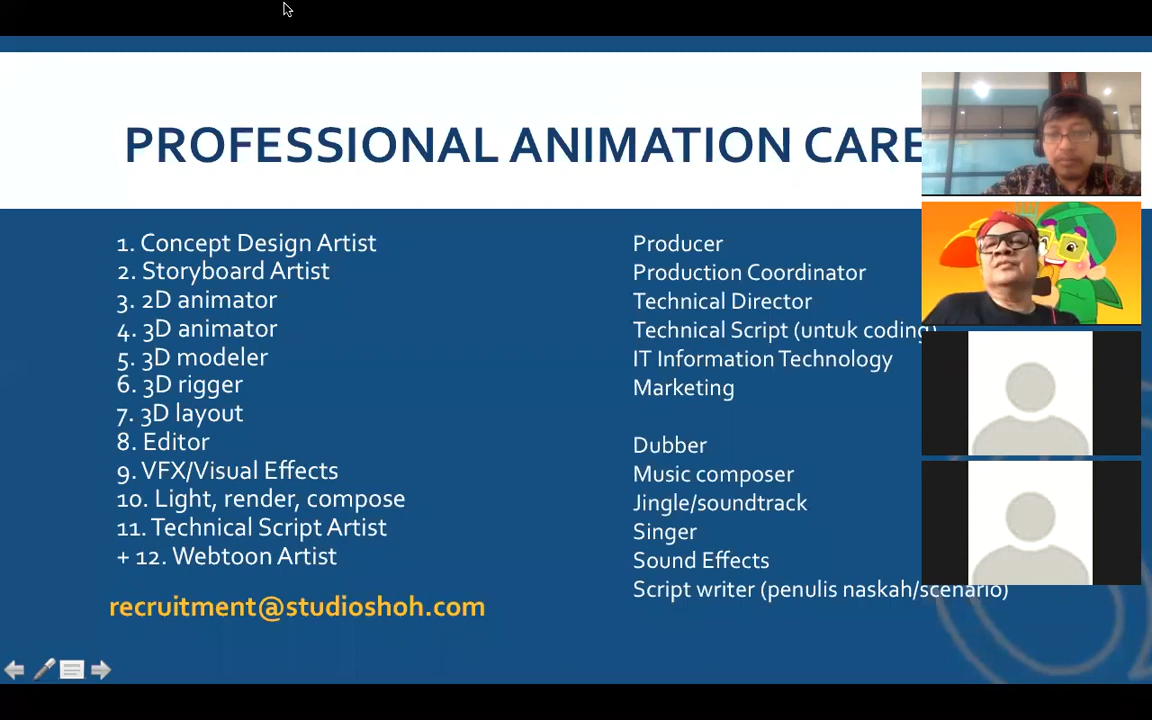 PROFESSIONAL ANIMATION CARE
1. Concept Design Artist
2. Storyboard Artist
3. 2D animator
4. 3D animator
5. 3D modeler
6. 3D rigger
7. 3D layout
8. Editor
9. VFX/Visual Effects
10. Light, render, compose
11. Technical Script Artist
+ 12. Webtoon Artist
recruitment@studioshoh.com
Producer
Production Coordinator
Technical Director
Technical Script (untuk coding)
IT Information Technology
Marketing
Dubber
Music composer
Jingle/soundtrack
Singer
Sound Effects
Script writer (penulis naskah/scenario)